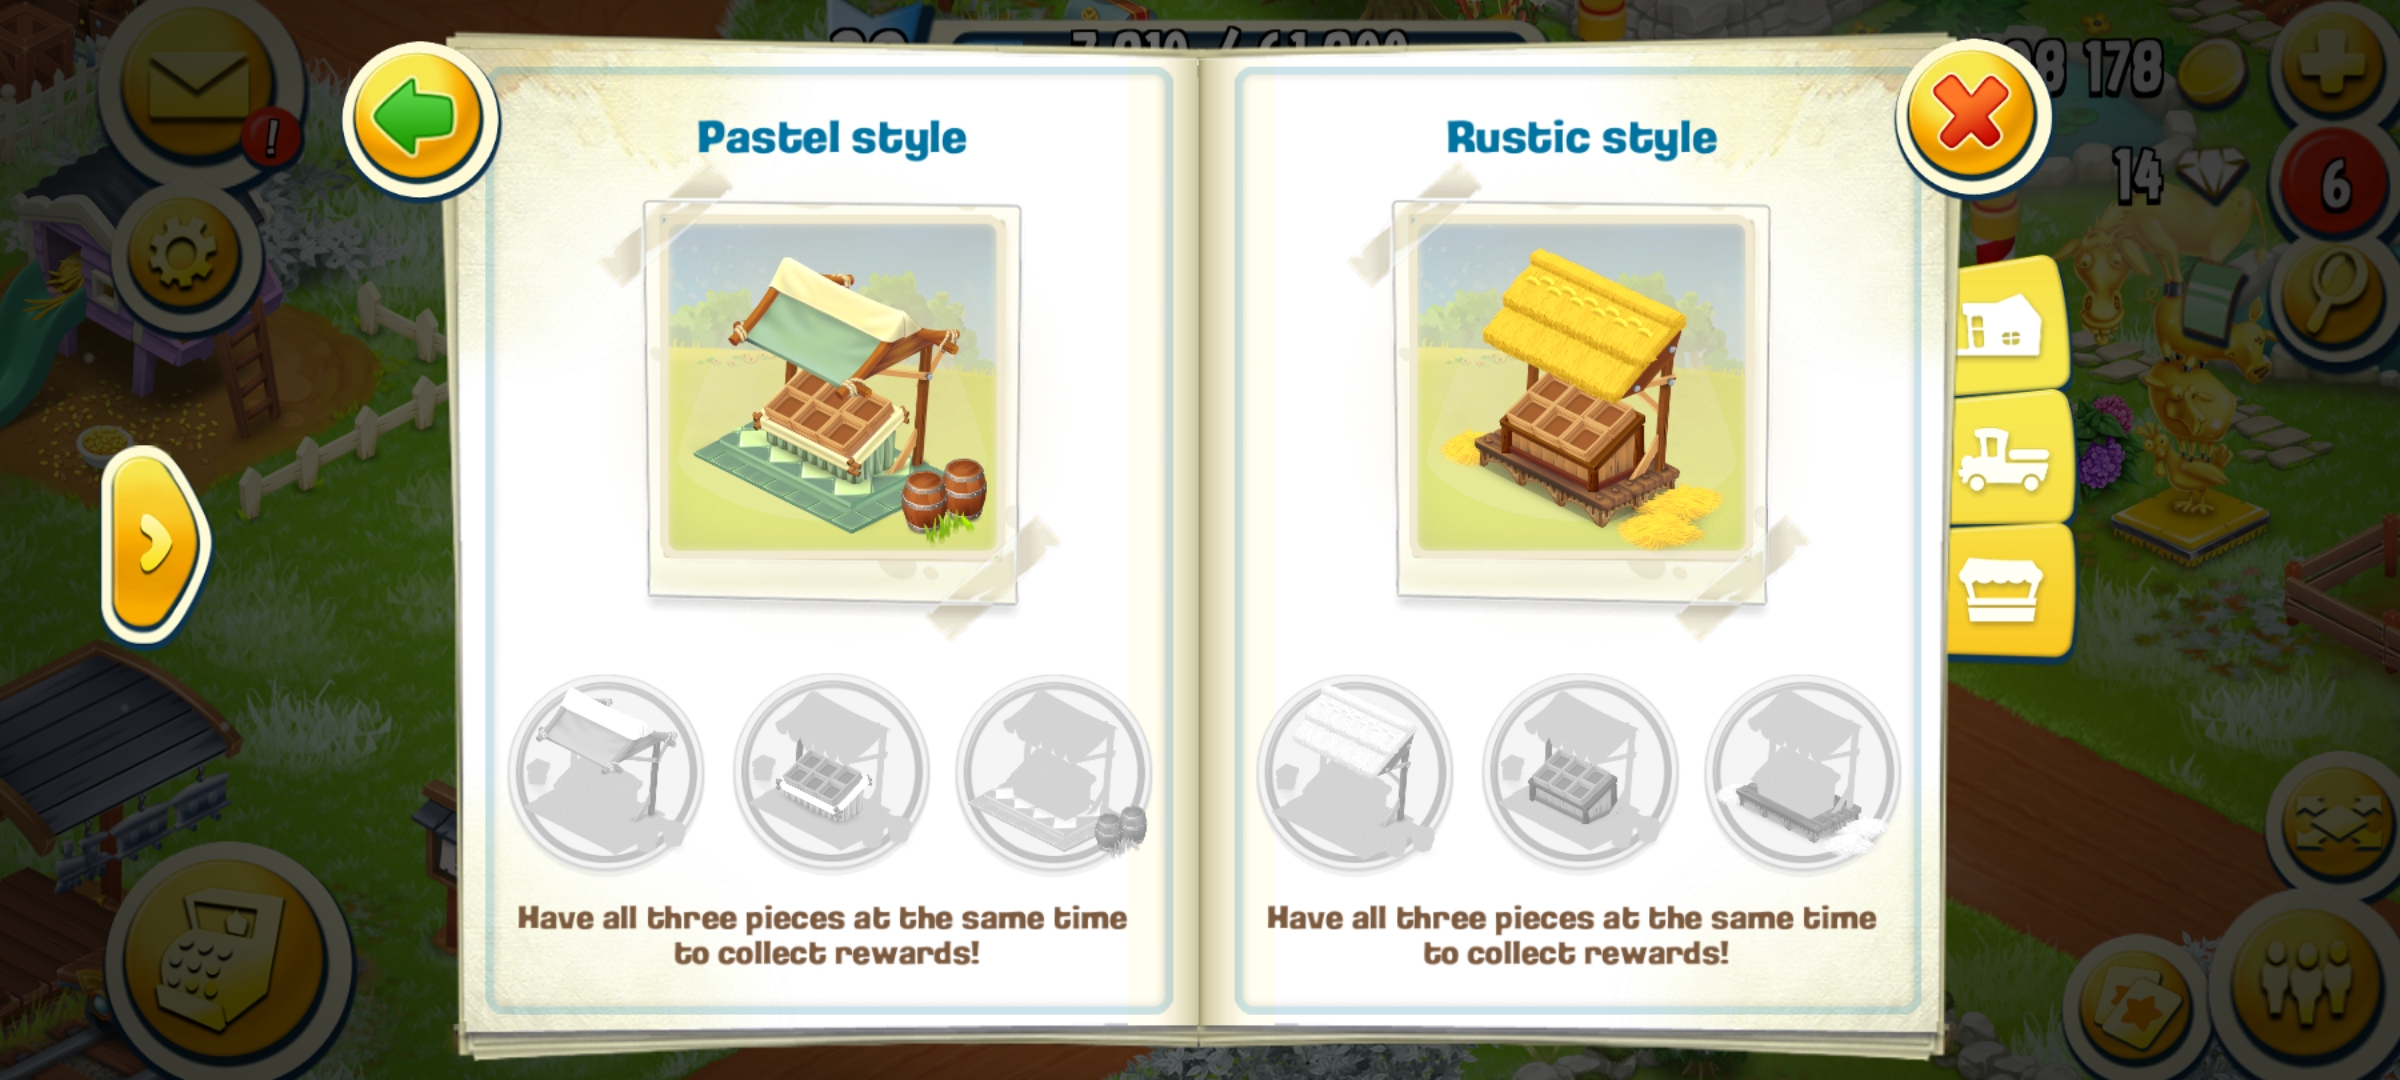 178
14
6
!
Pastel style
Rustic style
Have all three pieces at the same time
to collect rewards!
Have all three pieces at the same time
to collect rewards!